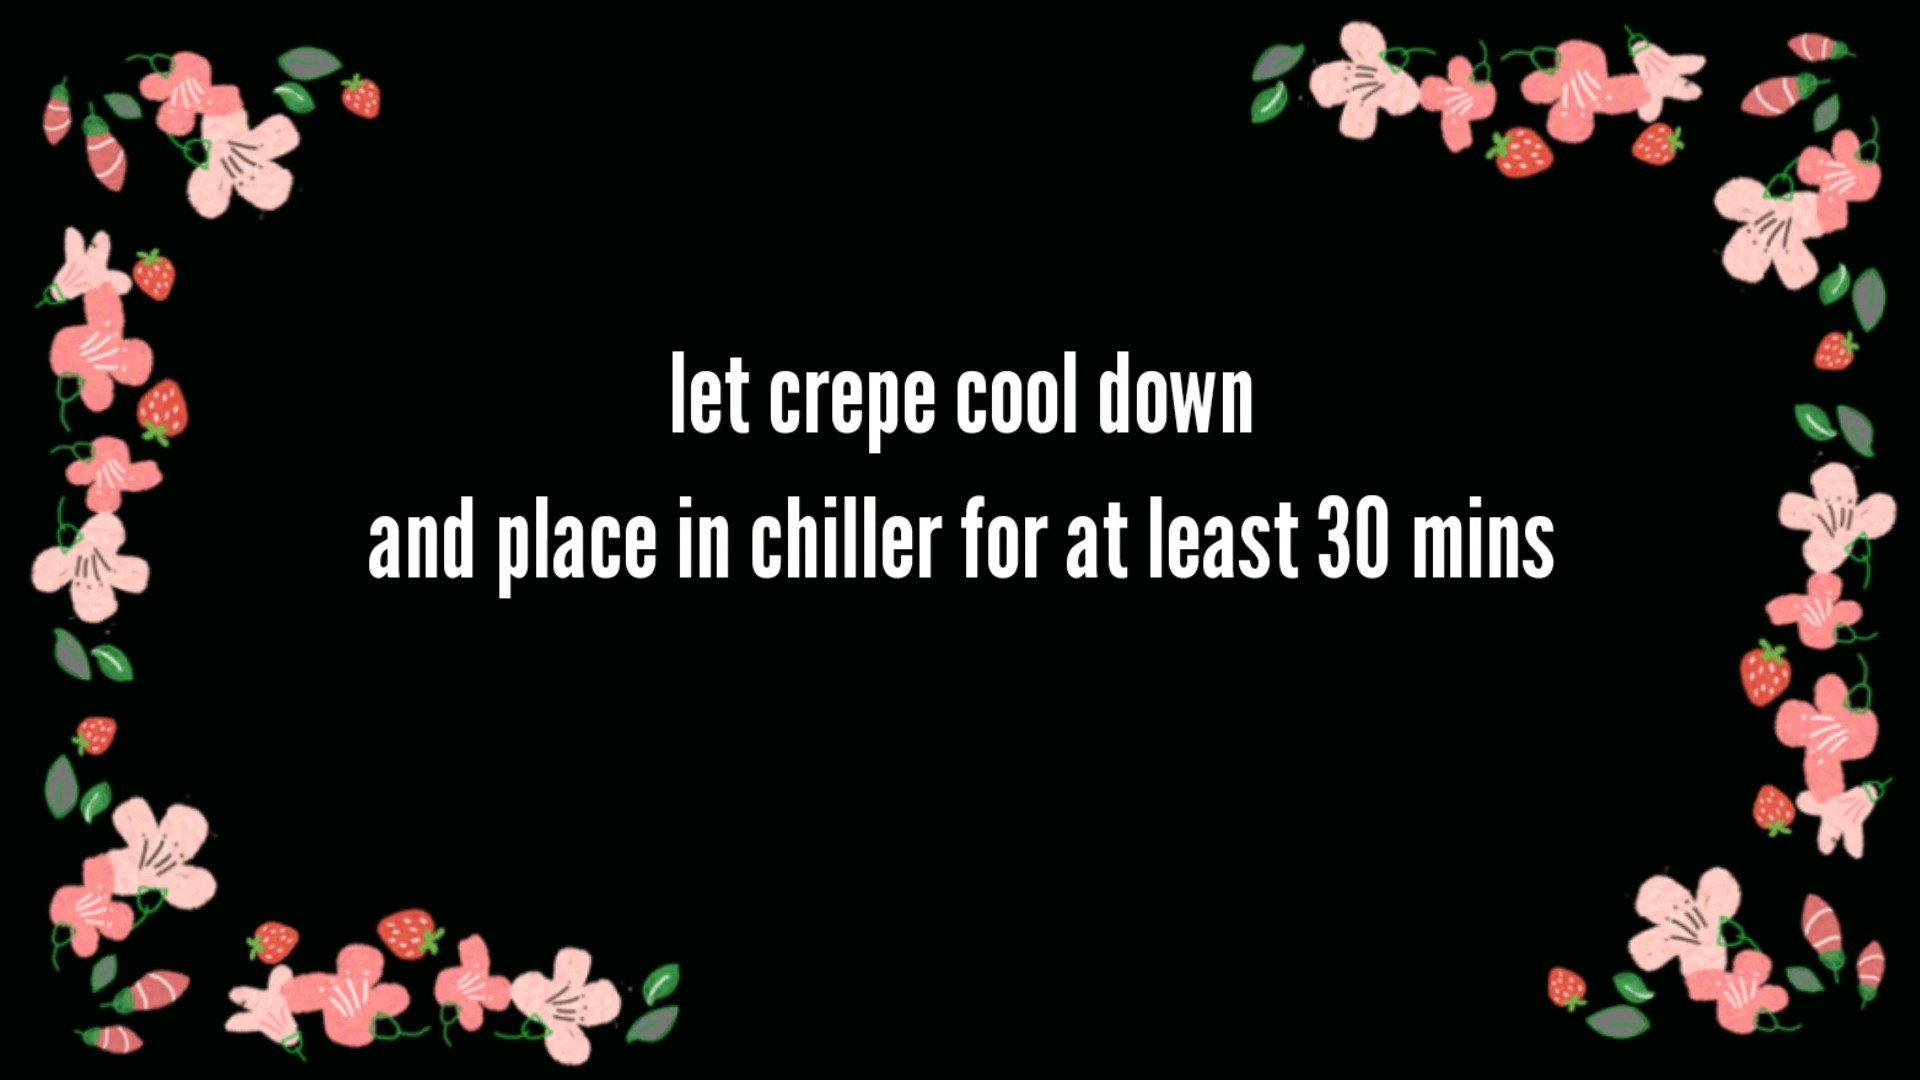 let crepe cool down
and place in chiller for at least 30 mins